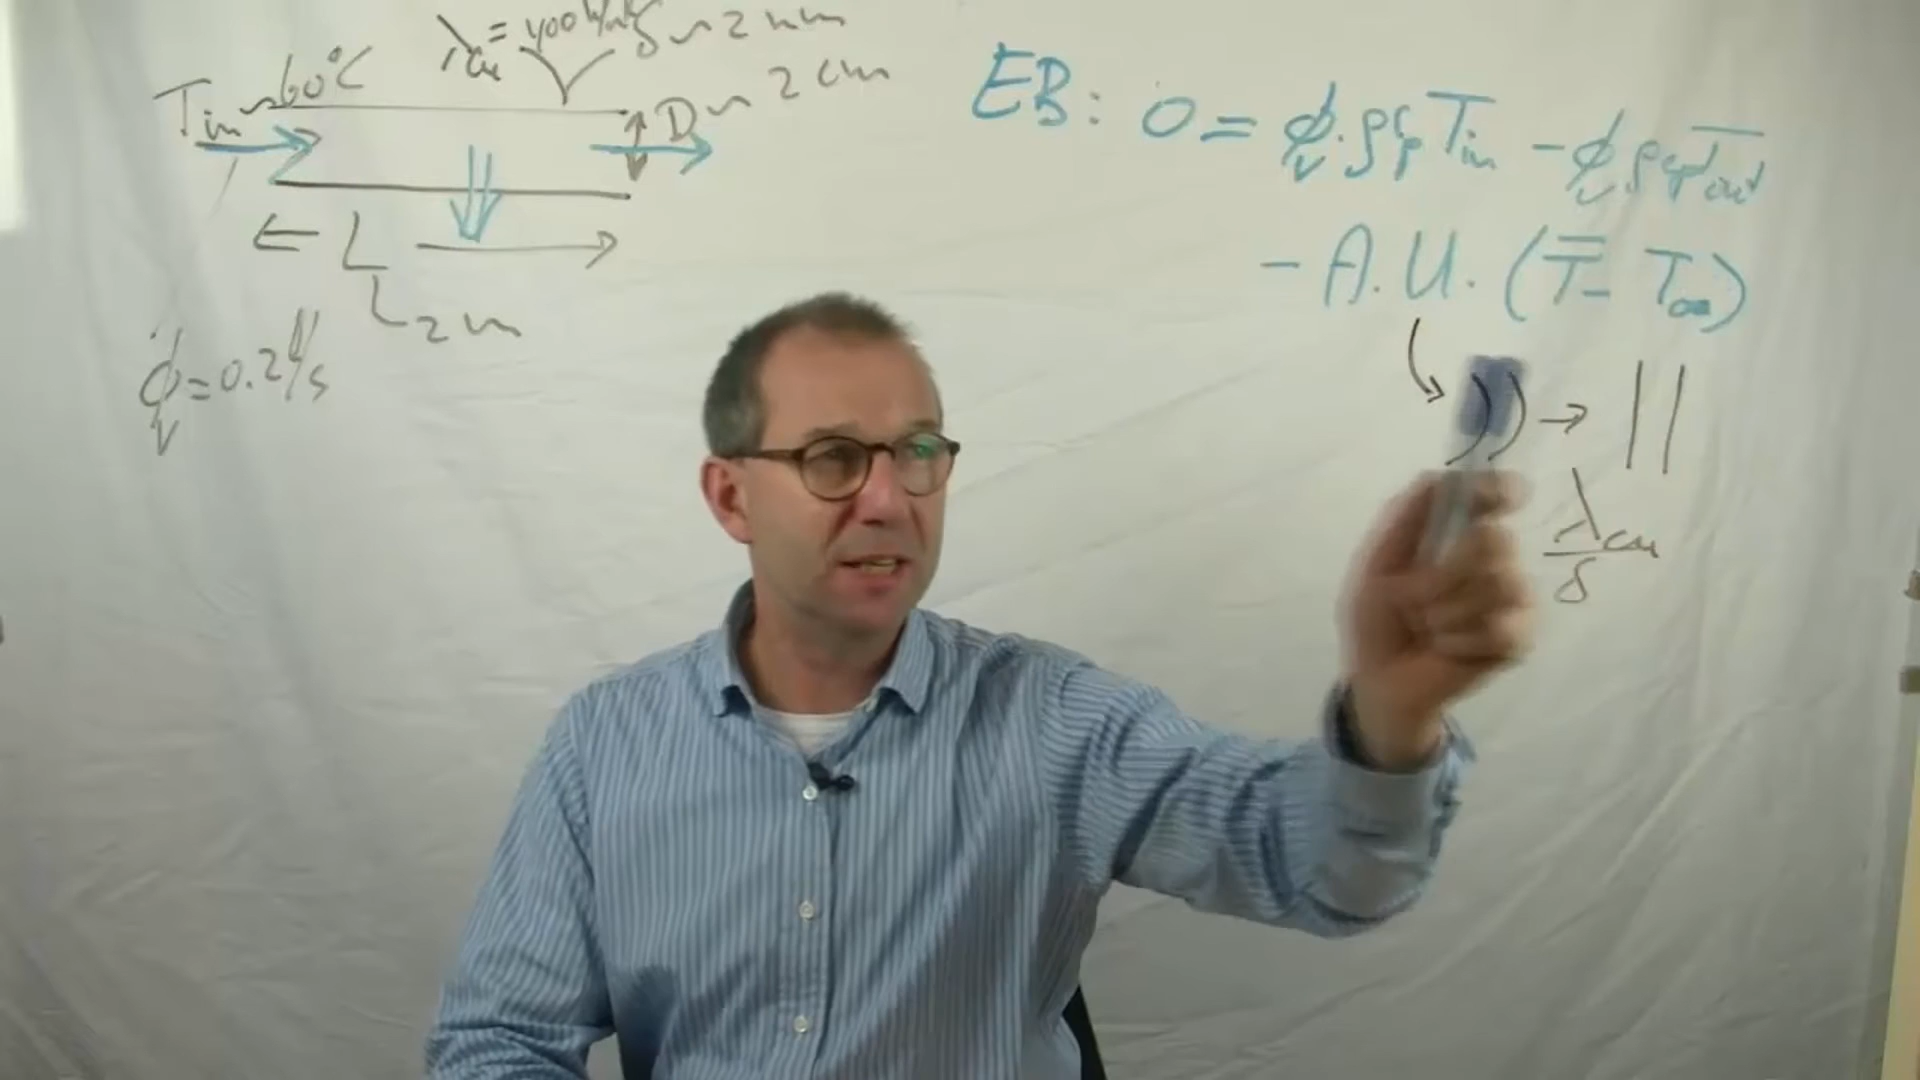 λcu = 400 W/mK δ ~ 2 mm
Tin ~ 60°C
D ~ 2 cm
L
2 m
ϕv = 0.2 l/s
EB: 0 = ϕv · ρ cp Tin - ϕv ρ cp Tout
- A. U. (T̄ - T∞)
)) → ||
λcu
δ